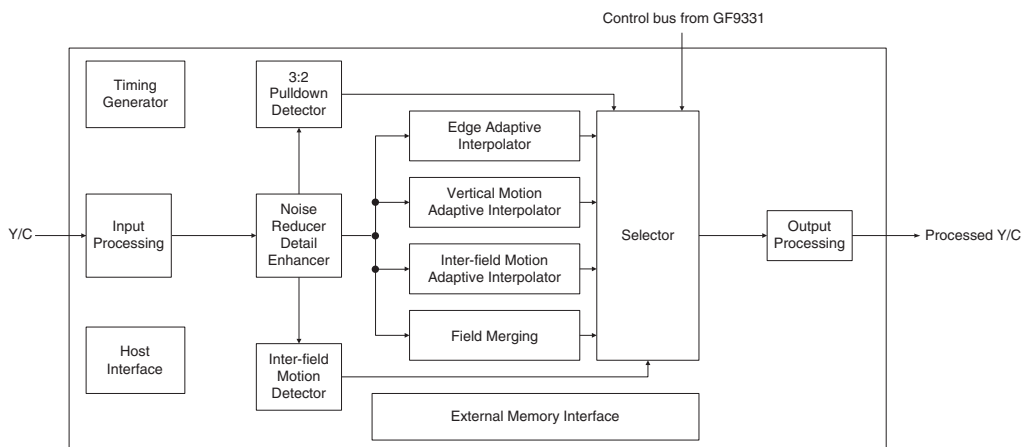 Control bus from GF9331
Timing
Generator
3:2
Pulldown
Detector
Edge Adaptive
Interpolator
Vertical Motion
Adaptive Interpolator
Y/C
Input
Processing
Noise
Reducer
Detail
Enhancer
Selector
Output
Processing
Processed Y/C
Inter-field Motion
Adaptive Interpolator
Field Merging
Host
Interface
Inter-field
Motion
Detector
External Memory Interface